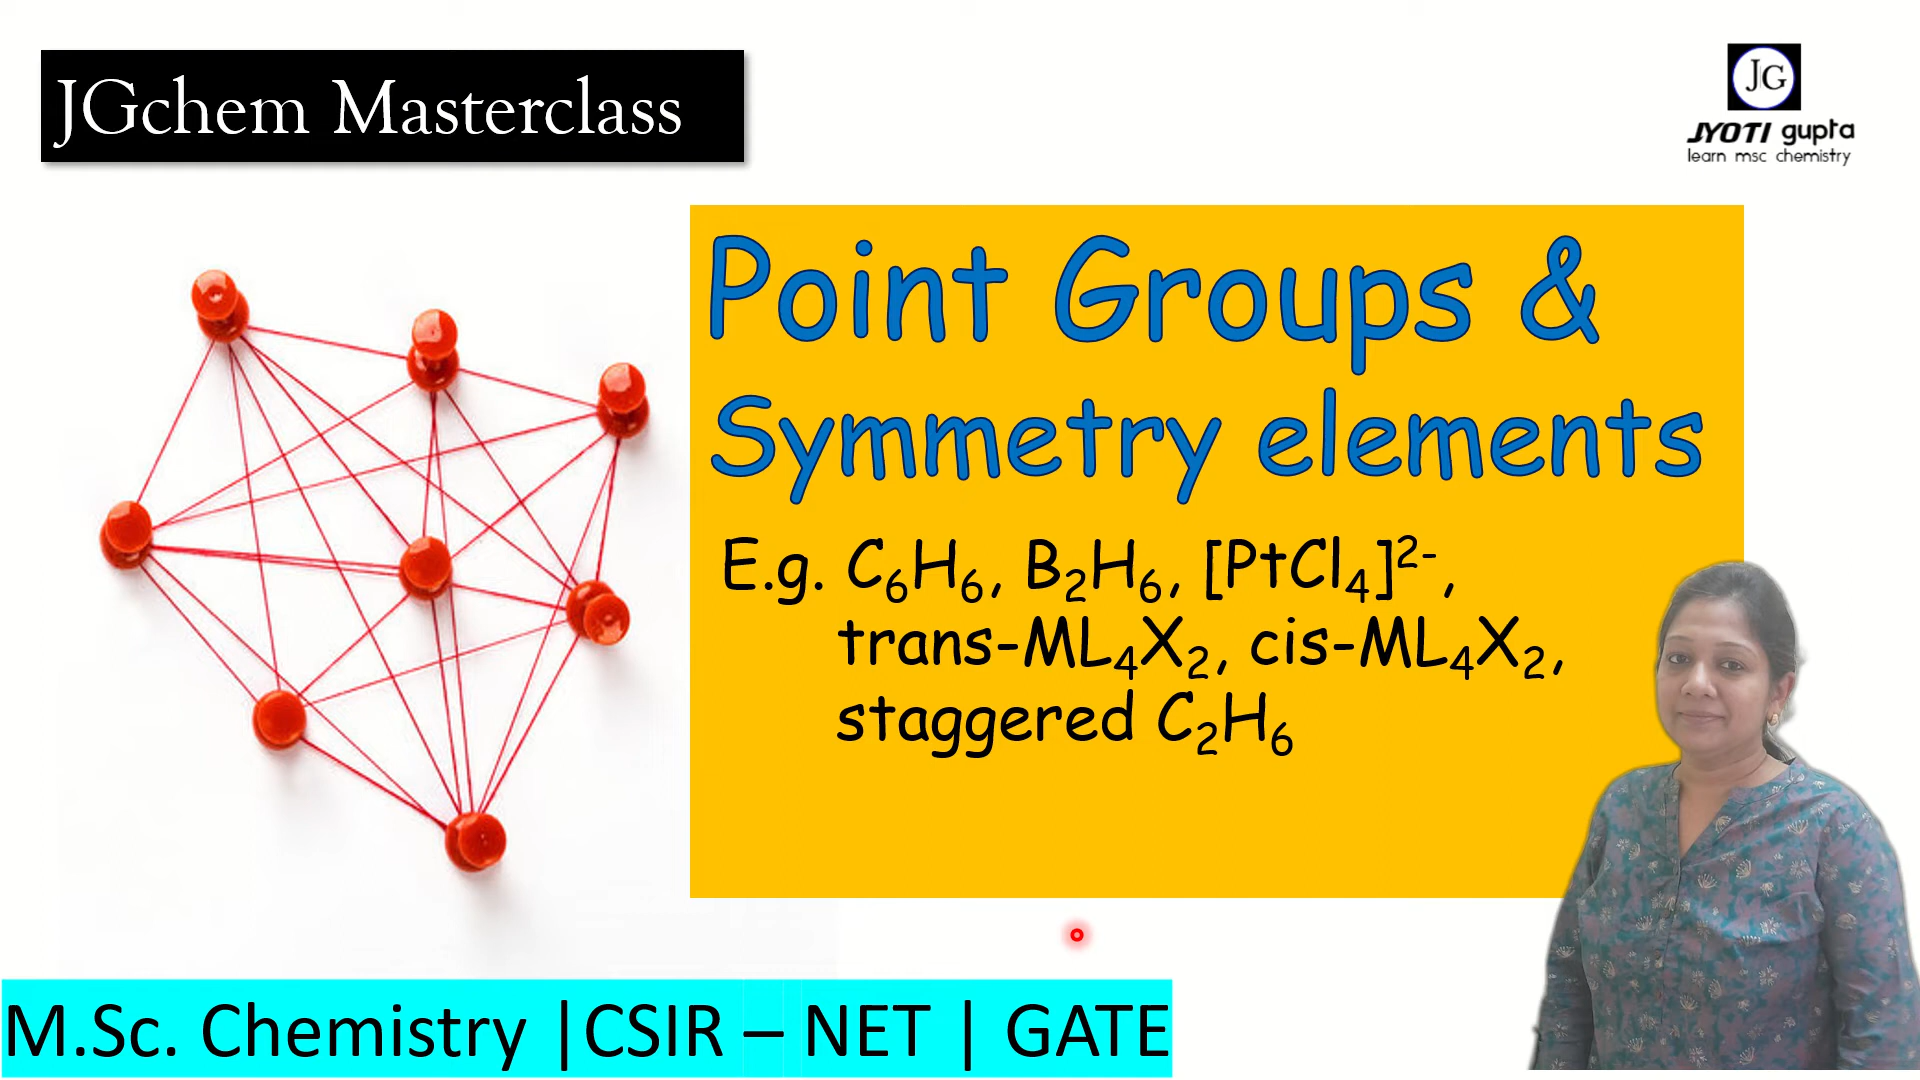 JGchem Masterclass
JG
JYOTI gupta
learn msc chemistry
Point Groups &
Symmetry elements
E.g. C₆H₆, B₂H₆, [PtCl₄]²⁻,
trans-ML₄X₂, cis-ML₄X₂,
staggered C₂H₆
M.Sc. Chemistry |CSIR – NET | GATE